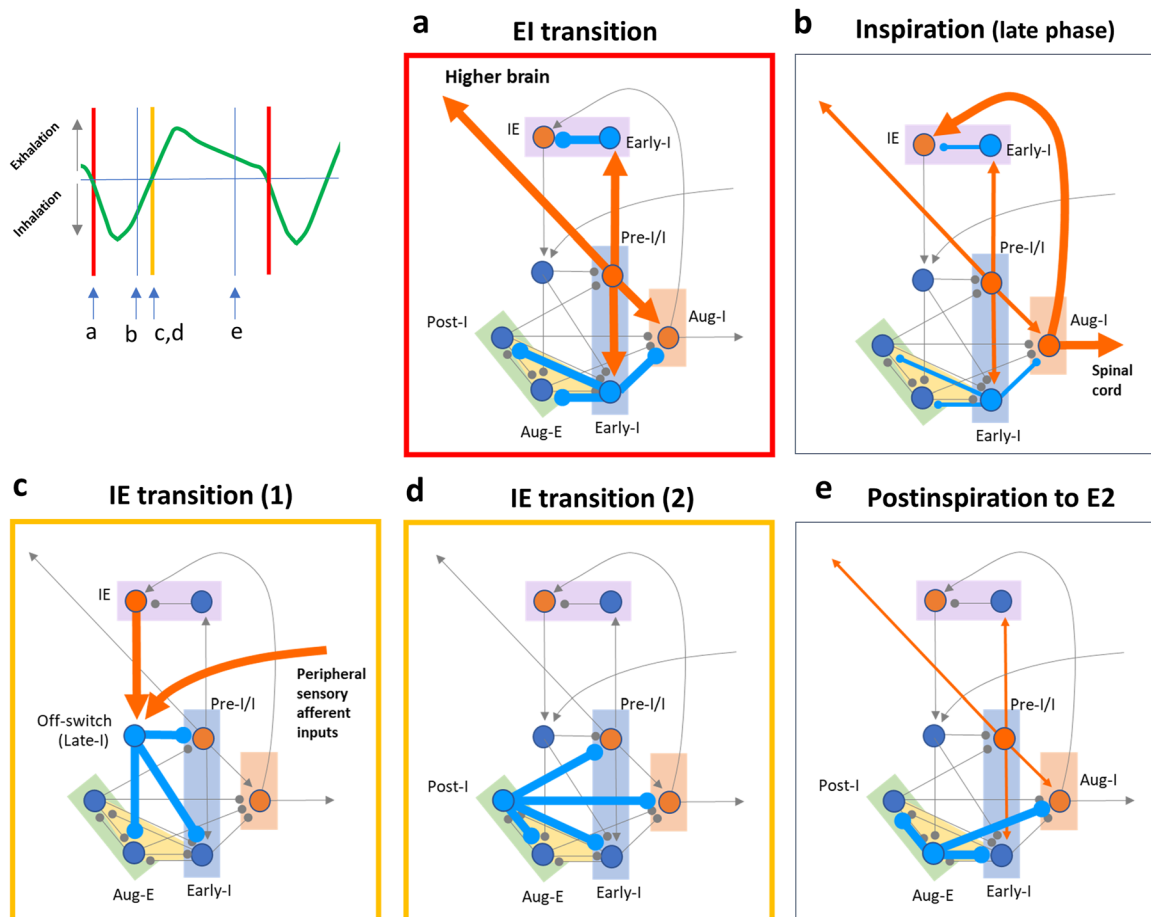 Exhalation
Inhalation
a
b
c,d
e
a
EI transition
Higher brain
IE
Early-I
Pre-I/I
Post-I
Aug-I
Aug-E
Early-I
b
Inspiration (late phase)
IE
Early-I
Pre-I/I
Aug-I
Spinal
cord
Early-I
c
IE transition (1)
IE
Peripheral
sensory
afferent
inputs
Pre-I/I
Off-switch
(Late-I)
Aug-E
Early-I
d
IE transition (2)
Pre-I/I
Post-I
Aug-E
Early-I
e
Postinspiration to E2
Pre-I/I
Post-I
Aug-I
Aug-E
Early-I